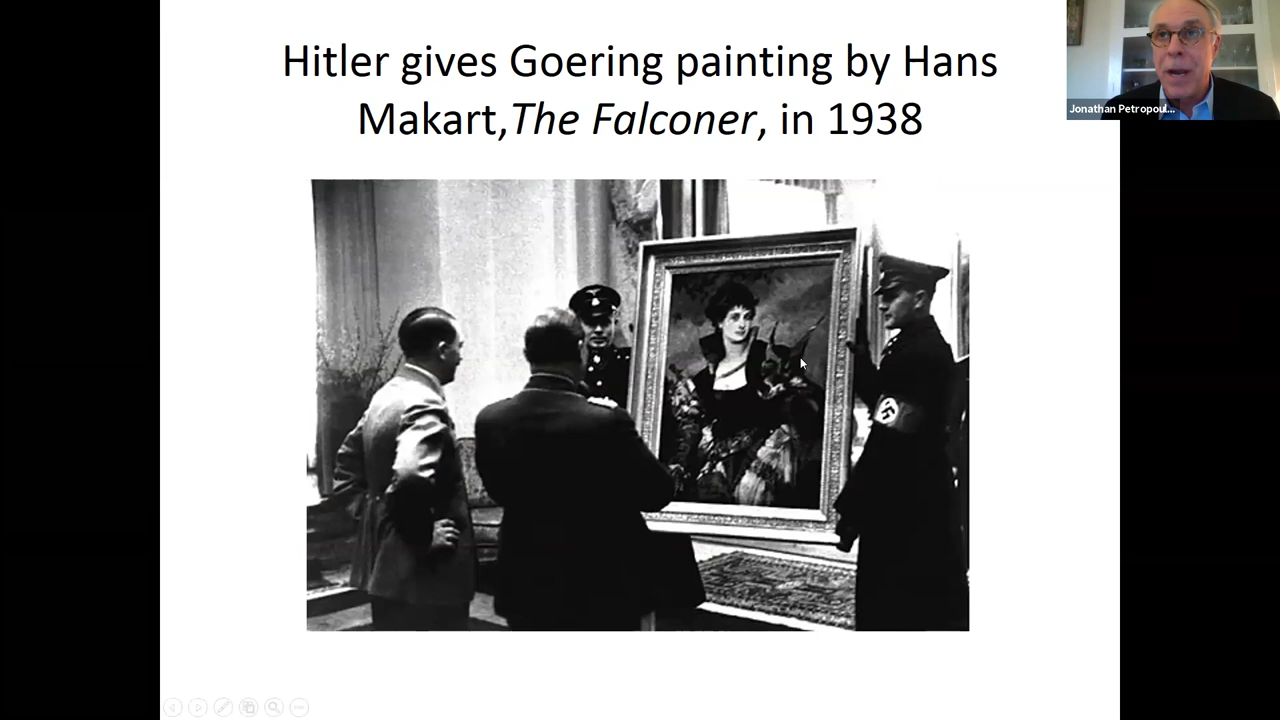 Hitler gives Goering painting by Hans
Makart,The Falconer, in 1938
Jonathan Petropoul...